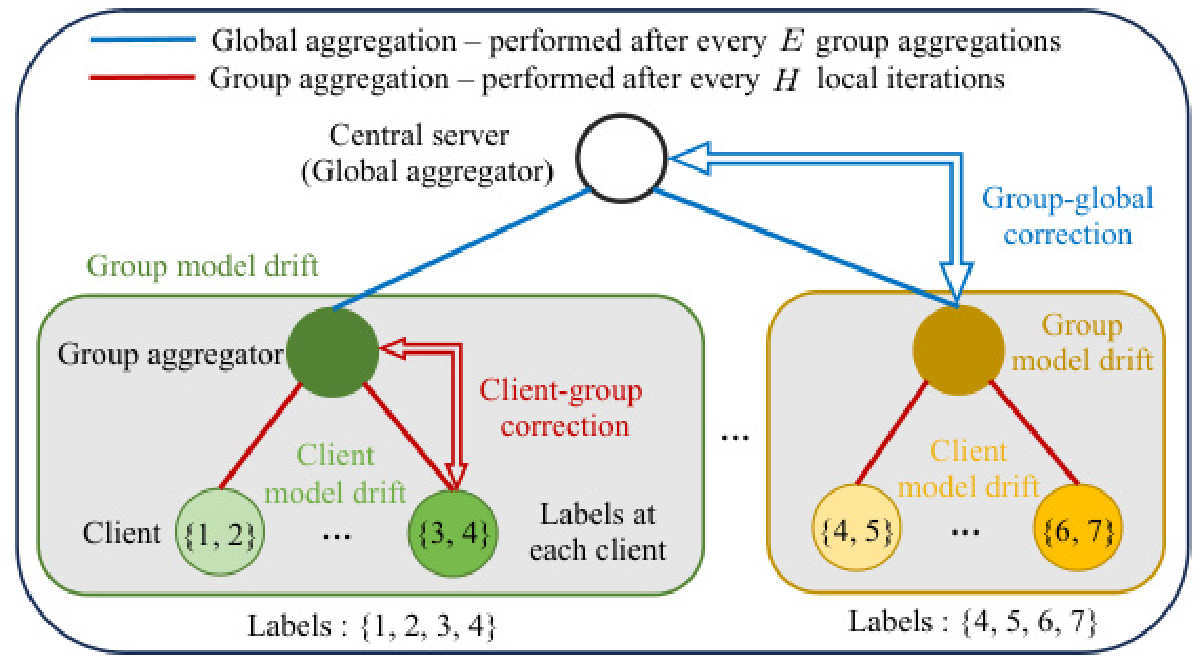 Global aggregation – performed after every E group aggregations
Group aggregation – performed after every H local iterations
Central server
(Global aggregator)
Group-global
correction
Group model drift
Group aggregator
Client-group
correction
Client
model drift
Client
{1, 2}
...
{3, 4}
Labels at
each client
Labels : {1, 2, 3, 4}
...
Group
model drift
Client
model drift
{4, 5}
...
{6, 7}
Labels : {4, 5, 6, 7}